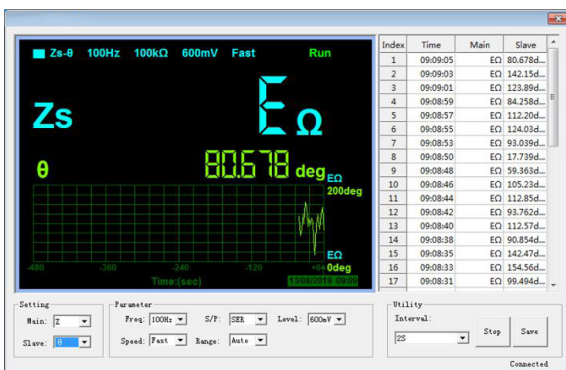 Zs-θ 100Hz 100kΩ 600mV Fast Run
Zs E Ω
θ 80.678 deg
EΩ
200deg
EΩ
-480 -360 -240 -120 0deg
Time:(sec)
Index Time Main Slave
1 09:09:05 EΩ 80.678d...
2 09:09:03 EΩ 142.15d...
3 09:09:01 EΩ 123.89d...
4 09:08:59 EΩ 84.258d...
5 09:08:57 EΩ 112.20d...
6 09:08:55 EΩ 124.03d...
7 09:08:53 EΩ 93.039d...
8 09:08:50 EΩ 17.739d...
9 09:08:48 EΩ 59.363d...
10 09:08:46 EΩ 105.23d...
11 09:08:44 EΩ 112.85d...
12 09:08:42 EΩ 93.762d...
13 09:08:40 EΩ 112.57d...
14 09:08:38 EΩ 90.854d...
15 09:08:35 EΩ 142.47d...
16 09:08:33 EΩ 154.56d...
17 09:08:31 EΩ 99.494d...
Setting
Main: Z
Slave: θ
Parameter
Freq: 100Hz S/P: SER Level: 600mV
Speed: Fast Range: Auto
Utility
Interval:
2S Stop Save
Connected